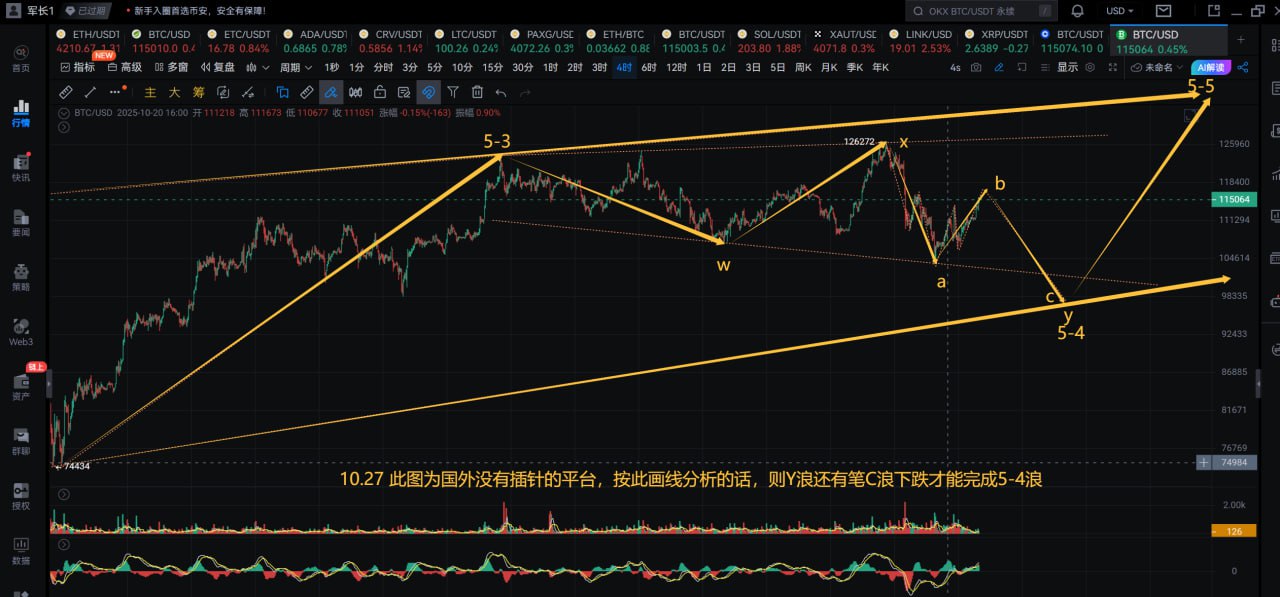 军长1 已过期 • 新手入圈首选币安，安全有保障！ OKX BTC/USDT 永续 / USD
ETH/USDT BTC/USD ETC/USDT ADA/USDT CRV/USDT LTC/USDT PAXG/USD ETH/BTC BTC/USDT SOL/USDT XAUT/USD LINK/USD XRP/USDT BTC/USDT BTC/USD
4210.67 1.31 115010.0 0.4 16.78 0.84% 0.6865 0.78% 0.5856 1.14% 100.26 0.24% 4072.26 0.3 0.03662 0.88 115003.5 0.4 203.80 1.88% 4071.8 0.3% 19.01 2.53% 2.6389 -0.27 115074.10 0 115064 0.45%
NEW
指标 高级 多窗 复盘 周期 1秒 1分 分时 3分 5分 10分 15分 30分 1时 2时 3时 4时 6时 12时 1日 2日 3日 5日 周K 月K 季K 年K 4s 显示 未命名 AI解读
主 大 筹
BTC/USD 2025-10-20 16:00 开 111218 高 111673 低 110677 收 111051 涨幅 -0.15%(-163) 振幅 0.90%
首页
行情
快讯
要闻
策略
Web3
链上
资产
群聊
授权
数据
5-5
5-3
126272
x
125960
118400
b
115064
111294
w
104614
a
98335
c
y
5-4
92433
86885
81671
76769
74434
74984
10.27 此图为国外没有插针的平台，按此画线分析的话，则Y浪还有笔C浪下跌才能完成5-4浪
2.00k
126
0